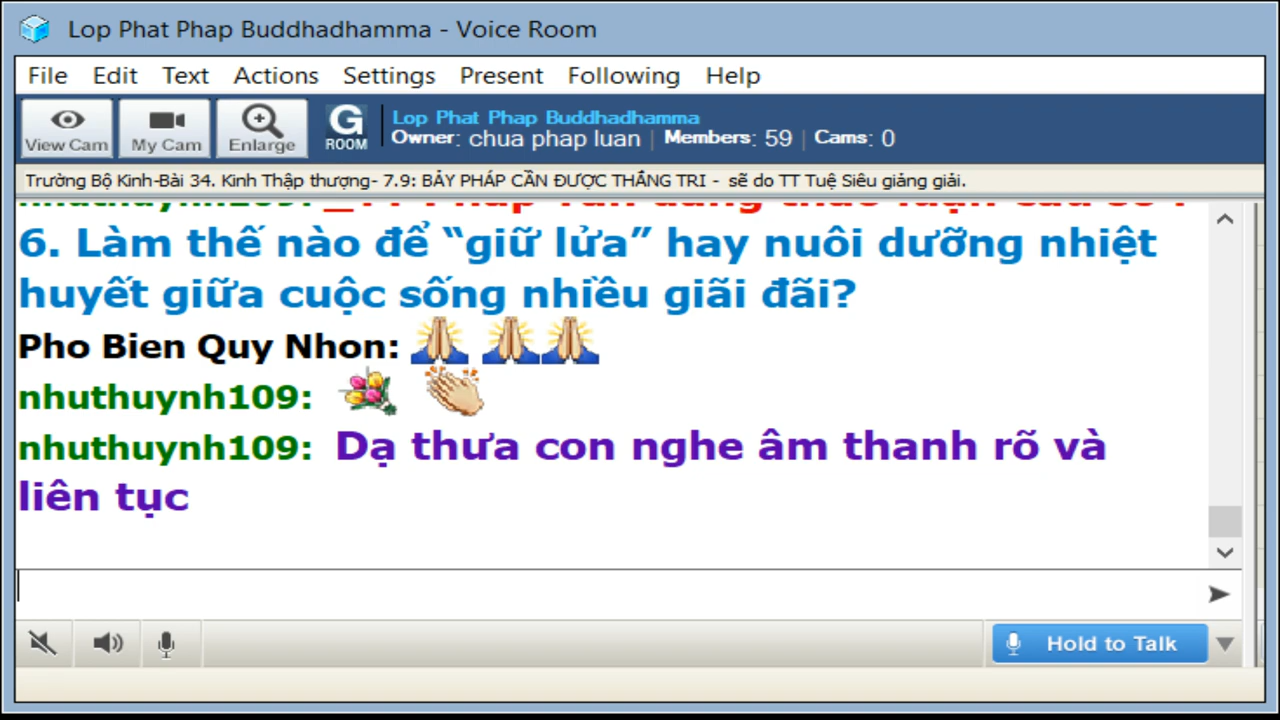 Lop Phat Phap Buddhadhamma - Voice Room
File Edit Text Actions Settings Present Following Help
View Cam My Cam Enlarge G ROOM
Lop Phat Phap Buddhadhamma
Owner: chua phap luan | Members: 59 | Cams: 0
Trường Bộ Kinh-Bài 34. Kinh Thập thượng- 7.9: BẢY PHÁP CẦN ĐƯỢC THẮNG TRI - sẽ do TT Tuệ Siêu giảng giải.
6. Làm thế nào để “giữ lửa” hay nuôi dưỡng nhiệt
huyết giữa cuộc sống nhiều giãi đãi?
Pho Bien Quy Nhon:
nhuthuynh109:
nhuthuynh109: Dạ thưa con nghe âm thanh rõ và
liên tục
Hold to Talk